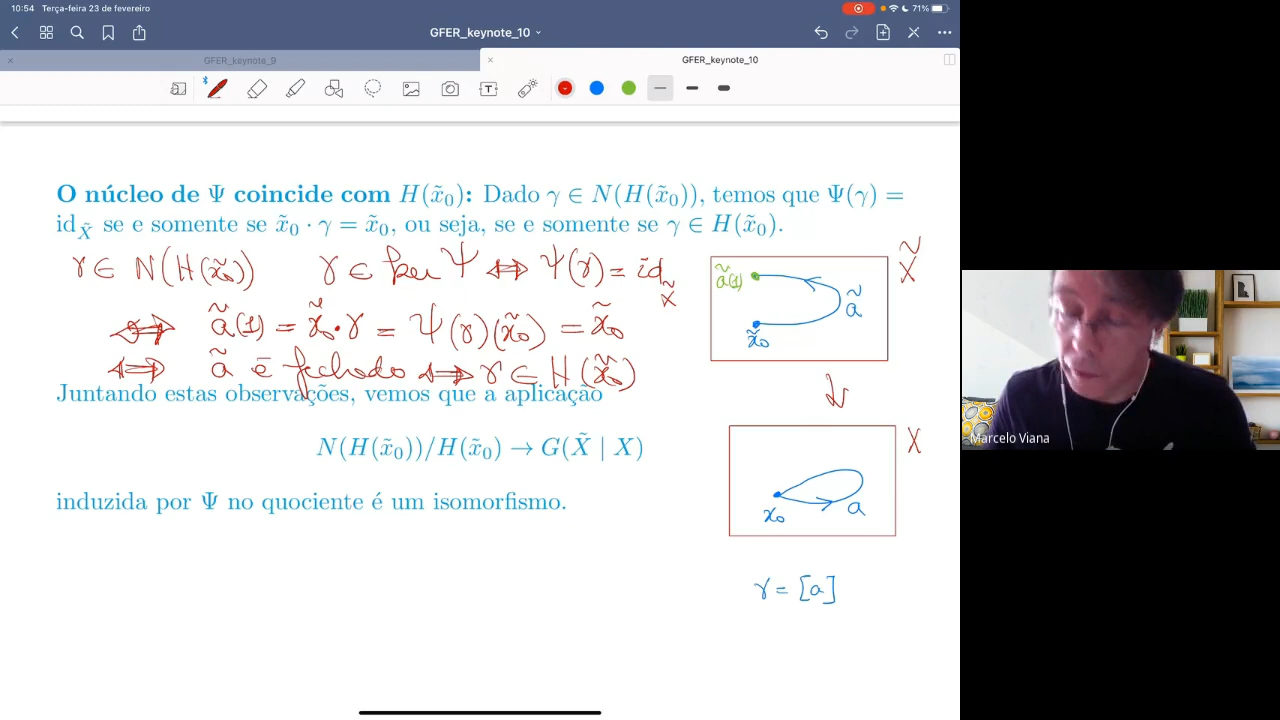 10:54 Terça-feira 23 de fevereiro
71%
GFER_keynote_10
GFER_keynote_9
GFER_keynote_10
O núcleo de Ψ coincide com H(x̃₀): Dado γ ∈ N(H(x̃₀)), temos que Ψ(γ) =
id_X̃ se e somente se x̃₀ · γ = x̃₀, ou seja, se e somente se γ ∈ H(x̃₀).
γ ∈ N(H(x̃₀)) γ ∈ ker Ψ ⟺ Ψ(γ) = id_X̃
⟺ ã(1) = x̃₀·γ = Ψ(γ)(x̃₀) = x̃₀
⟺ ã é fechado ⟺ γ ∈ H(x̃₀)
Juntando estas observações, vemos que a aplicação
N(H(x̃₀))/H(x̃₀) → G(X̃ | X)
induzida por Ψ no quociente é um isomorfismo.
X̃
ã(1)
ã
x̃₀
X
x₀
a
γ = [a]
Marcelo Viana